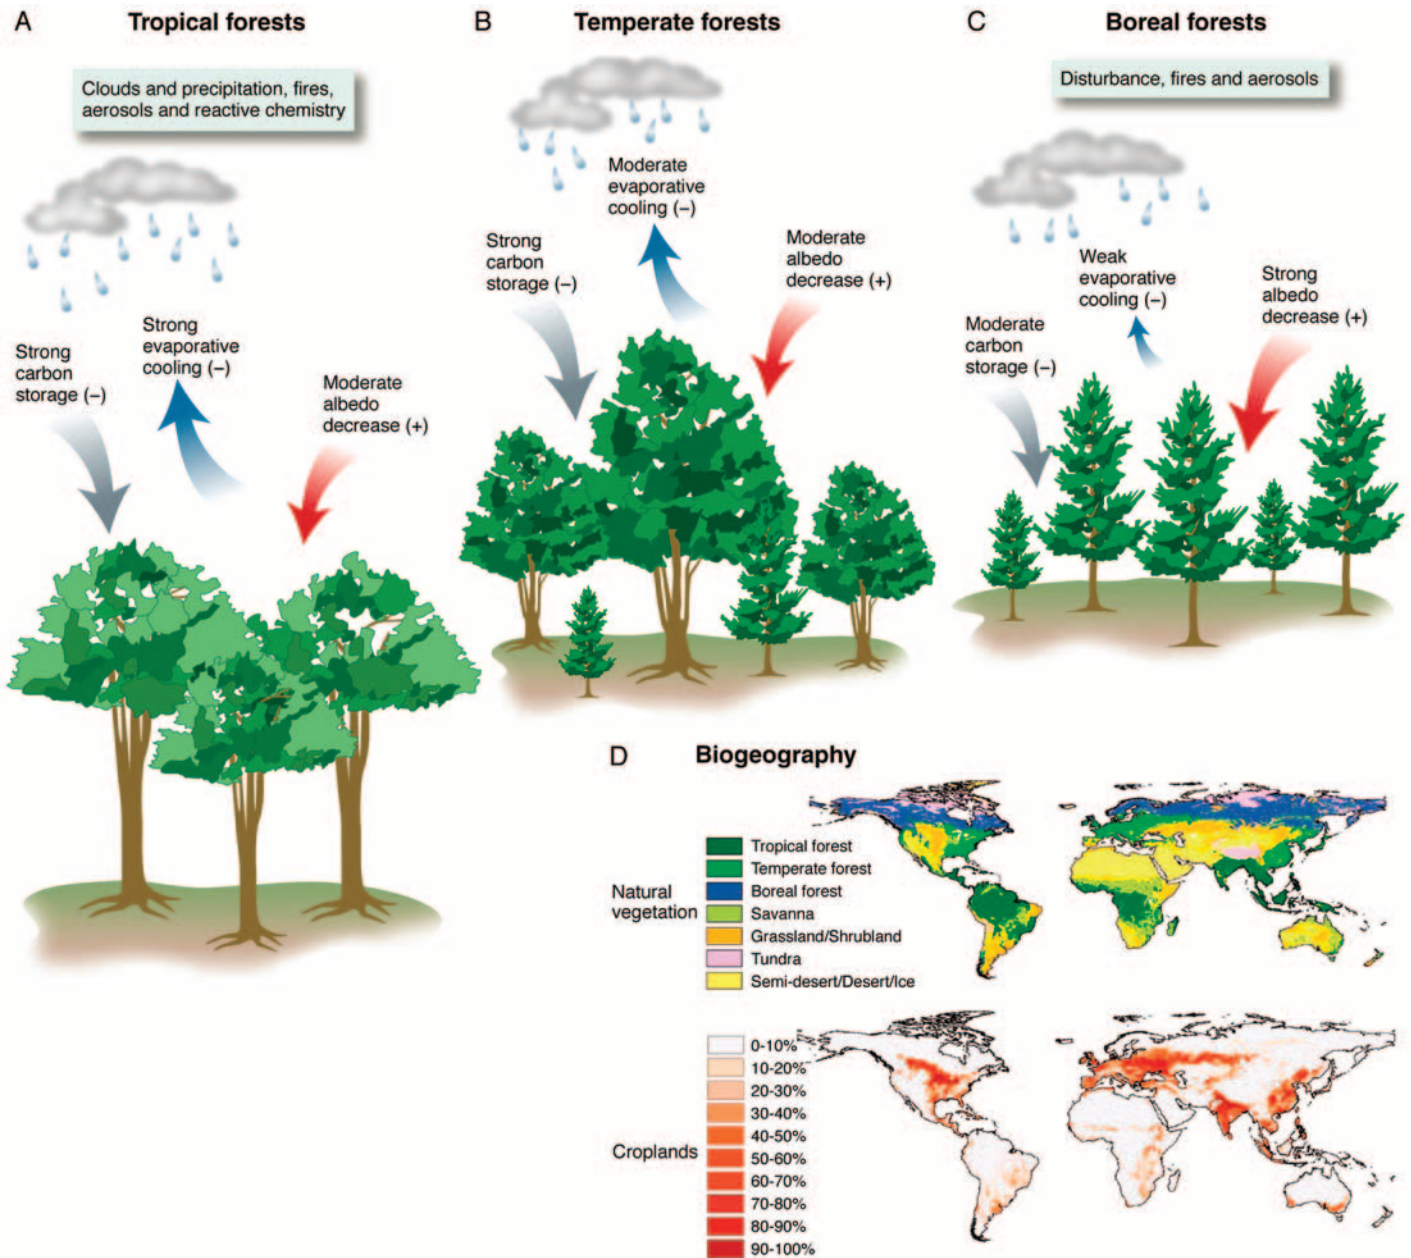 A Tropical forests
Clouds and precipitation, fires,
aerosols and reactive chemistry
Strong
carbon
storage (–)
Strong
evaporative
cooling (–)
Moderate
albedo
decrease (+)
B Temperate forests
Strong
carbon
storage (–)
Moderate
evaporative
cooling (–)
Moderate
albedo
decrease (+)
C Boreal forests
Disturbance, fires and aerosols
Moderate
carbon
storage (–)
Weak
evaporative
cooling (–)
Strong
albedo
decrease (+)
D Biogeography
Natural
vegetation
Tropical forest
Temperate forest
Boreal forest
Savanna
Grassland/Shrubland
Tundra
Semi-desert/Desert/Ice
Croplands
0-10%
10-20%
20-30%
30-40%
40-50%
50-60%
60-70%
70-80%
80-90%
90-100%